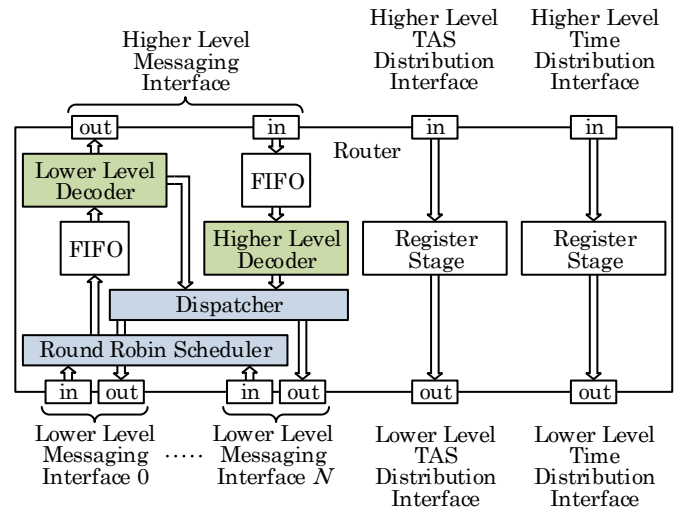 Higher Level
Messaging
Interface
Higher Level
TAS
Distribution
Interface
Higher Level
Time
Distribution
Interface
out
in
in
in
Router
Lower Level
Decoder
FIFO
FIFO
Higher Level
Decoder
Register
Stage
Register
Stage
Dispatcher
Round Robin Scheduler
in
out
in
out
out
out
Lower Level
Messaging
Interface 0
.....
Lower Level
Messaging
Interface N
Lower Level
TAS
Distribution
Interface
Lower Level
Time
Distribution
Interface